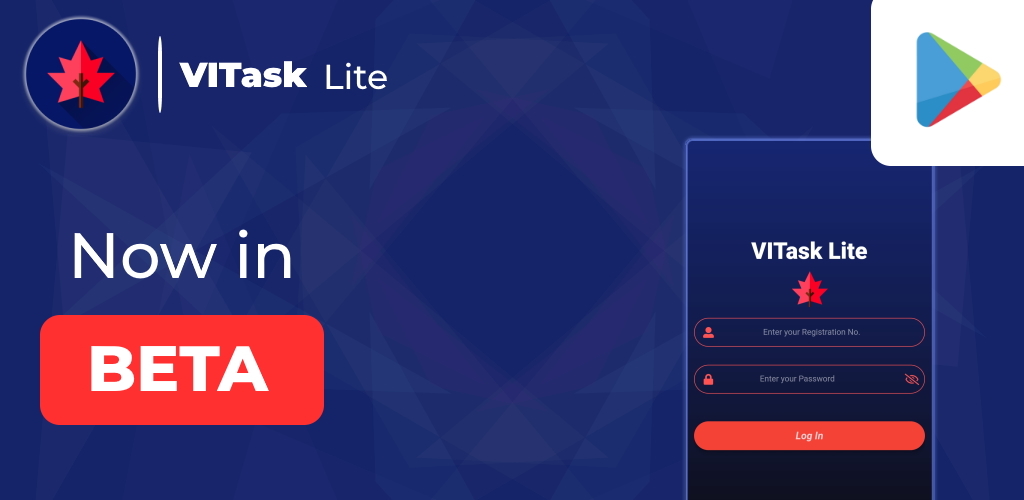 VITask Lite
Now in
BETA
VITask Lite
Enter your Registration No.
Enter your Password
Log In